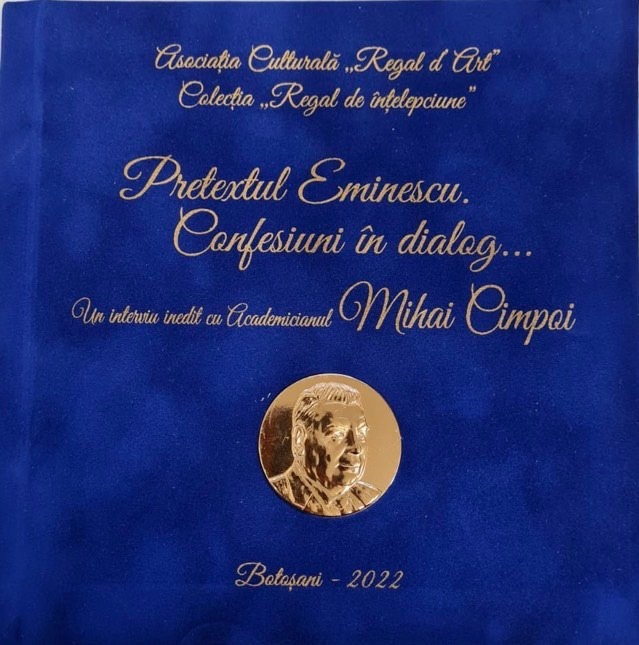 Asociația Culturală „Regal d' Art”
Colecția „Regal de înțelepciune”
Pretextul Eminescu.
Confesiuni în dialog...
Un interviu inedit cu Academicianul Mihai Cimpoi
Botoșani - 2022